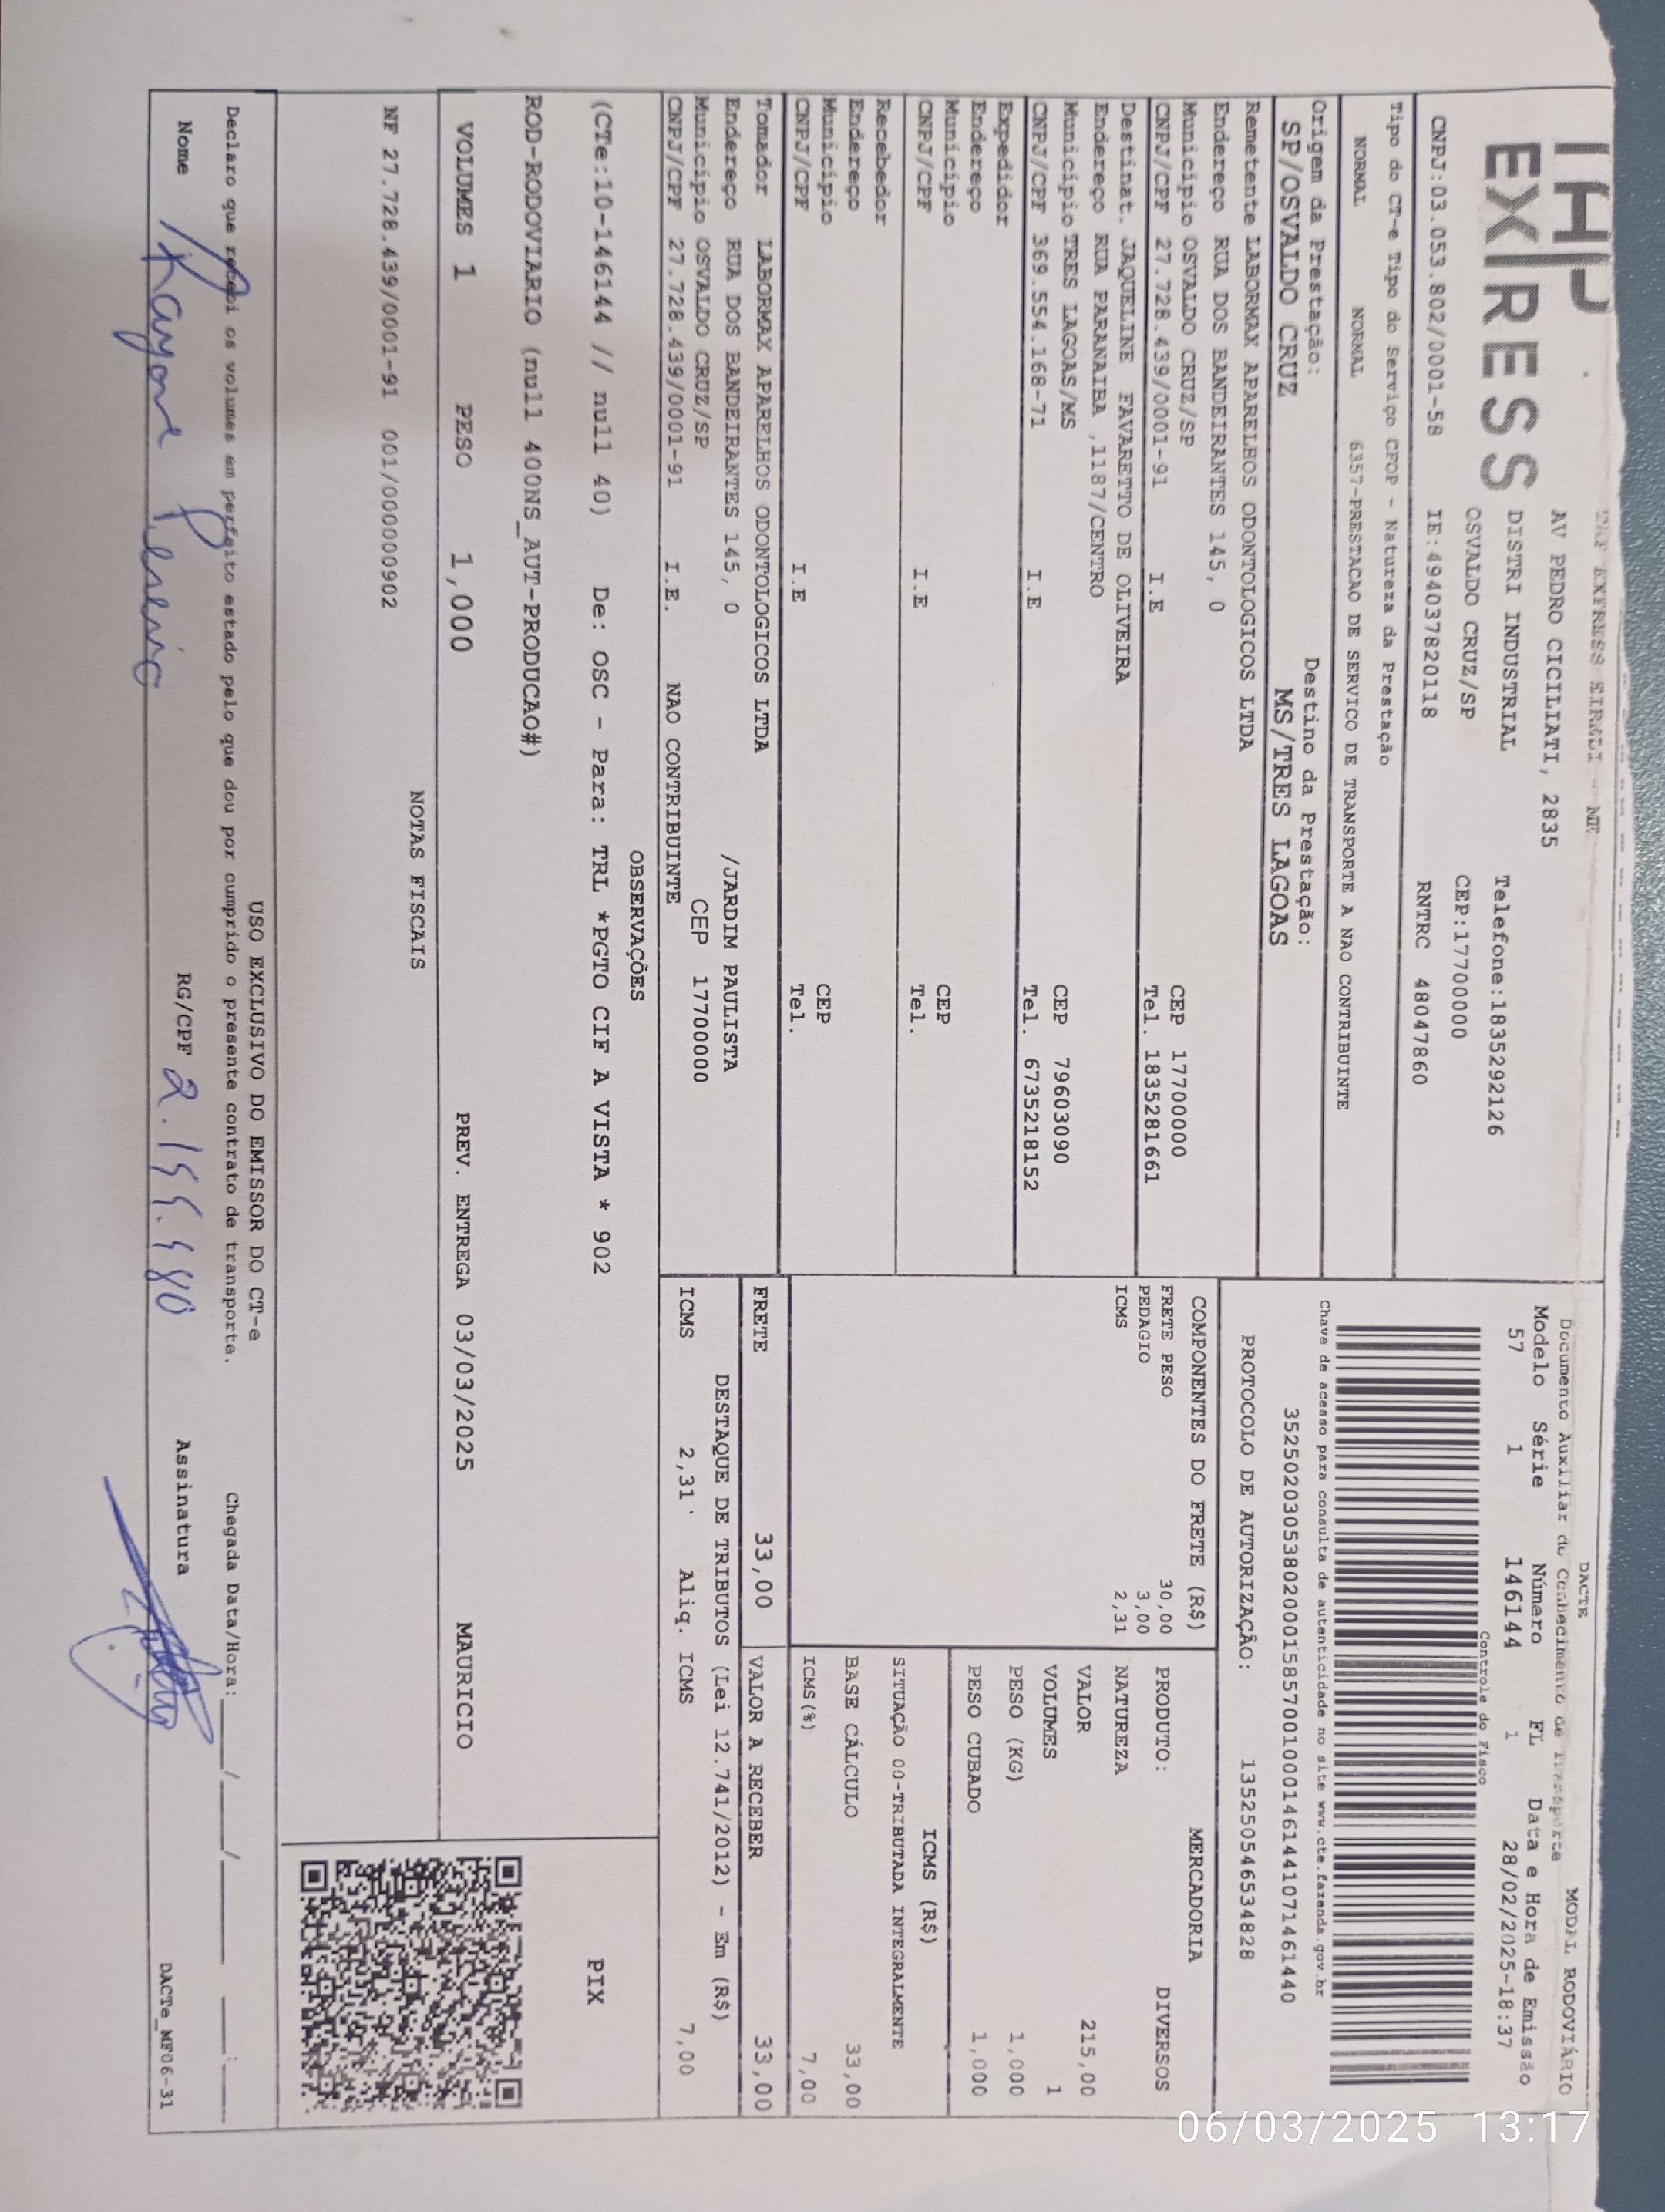 EXPRESS
AV PEDRO CICILIATI, 2835
DISTRI INDUSTRIAL Telefone:1835292126
OSVALDO CRUZ/SP CEP:17700000
CNPJ:03.053.802/0001-58 IE:494037820118 RNTRC 48047860
Tipo do CT-e Tipo do Serviço CFOP - Natureza da Prestação
NORMAL NORMAL 6357-PRESTACAO DE SERVICO DE TRANSPORTE A NAO CONTRIBUINTE
Origem da Prestação: Destino da Prestação:
SP/OSVALDO CRUZ MS/TRES LAGOAS
DACTE MODAL RODOVIÁRIO
Documento Auxiliar do Conhecimento de Transporte
Modelo Série Número FL Data e Hora de Emissão
57 1 146144 1 28/02/2025-18:37
Controle do Fisco
Chave de acesso para consulta de autenticidade no site www.cte.fazenda.gov.br
35250203053802000158570010001461441071461440
PROTOCOLO DE AUTORIZAÇÃO: 135250546534828
Remetente LABORMAX APARELHOS ODONTOLOGICOS LTDA
Endereço RUA DOS BANDEIRANTES 145, 0
Município OSVALDO CRUZ/SP CEP 17700000
CNPJ/CPF 27.728.439/0001-91 I.E Tel. 1835281661
Destinat. JAQUELINE FAVARETTO DE OLIVEIRA
Endereço RUA PARANAIBA ,1187/CENTRO
Município TRES LAGOAS/MS CEP 79603090
CNPJ/CPF 369.554.168-71 I.E Tel. 6735218152
Expedidor
Endereço
Município CEP
CNPJ/CPF I.E Tel.
Recebedor
Endereço
Município CEP
CNPJ/CPF I.E Tel.
Tomador LABORMAX APARELHOS ODONTOLOGICOS LTDA
Endereço RUA DOS BANDEIRANTES 145, 0 /JARDIM PAULISTA
Município OSVALDO CRUZ/SP CEP 17700000
CNPJ/CPF 27.728.439/0001-91 I.E. NAO CONTRIBUINTE
COMPONENTES DO FRETE (R$)
FRETE PESO 30,00
PEDAGIO 3,00
ICMS 2,31
MERCADORIA
PRODUTO: DIVERSOS
NATUREZA
VALOR 215,00
VOLUMES 1
PESO (KG) 1,000
PESO CUBADO 1,000
ICMS (R$)
SITUAÇÃO 00-TRIBUTADA INTEGRALMENTE
BASE CÁLCULO 33,00
ICMS(%) 7,00
FRETE 33,00 VALOR A RECEBER 33,00
DESTAQUE DE TRIBUTOS (Lei 12.741/2012) - Em (R$)
ICMS 2,31 Aliq. ICMS 7,00
OBSERVAÇÕES
(CTe:10-146144 // null 40) De: OSC - Para: TRL *PGTO CIF A VISTA * 902
ROD-RODOVIARIO (null 400NS_AUT-PRODUCAO#)
PIX
VOLUMES 1 PESO 1,000 PREV. ENTREGA 03/03/2025 MAURICIO
NOTAS FISCAIS
NF 27.728.439/0001-91 001/000000902
USO EXCLUSIVO DO EMISSOR DO CT-e
Declaro que recebi os volumes em perfeito estado pelo que dou por cumprido o presente contrato de transporte. Chegada Data/Hora:___/___/___ ___:___
Nome RG/CPF Assinatura
DACTe_MF06-31
06/03/2025 13:17